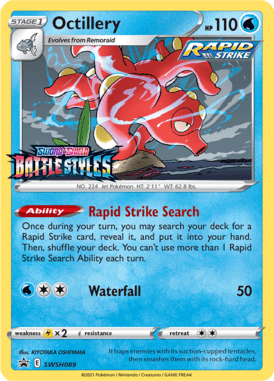 STAGE 1 Octillery HP 110
Evolves from Remoraid
RAPID
STRIKE
SWORD & SHIELD
BATTLE STYLES
NO. 224 Jet Pokémon HT: 2'11" WT: 62.8 lbs.
Ability Rapid Strike Search
Once during your turn, you may search your deck for a
Rapid Strike card, reveal it, and put it into your hand.
Then, shuffle your deck. You can't use more than 1 Rapid
Strike Search Ability each turn.
Waterfall 50
weakness ×2 resistance retreat
Illus. KIYOTAKA OSHIYAMA
E SWSH089
It traps enemies with its suction-cupped tentacles,
then smashes them with its rock-hard head.
©2021 Pokémon / Nintendo / Creatures / GAME FREAK